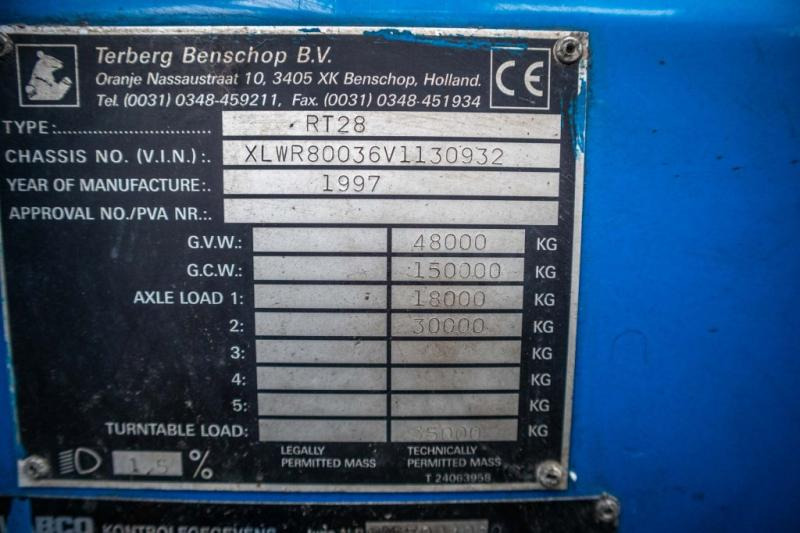 Terberg Benschop B.V.
Oranje Nassaustraat 10, 3405 XK Benschop, Holland.
Tel. (0031) 0348-459211, Fax. (0031) 0348-451934
CE
TYPE:............................ RT28
CHASSIS NO. (V.I.N.):. XLWR80036V1130932
YEAR OF MANUFACTURE:. 1997
APPROVAL NO./PVA NR.:.
G.V.W.: 48000 KG
G.C.W.: 150000 KG
AXLE LOAD 1: 18000 KG
2: 30000 KG
3: KG
4: KG
5: KG
TURNTABLE LOAD: 35000 KG
LEGALLY PERMITTED MASS
TECHNICALLY PERMITTED MASS
T 24063958
1,5 %
WABCO KONTROLEGEGEVENS